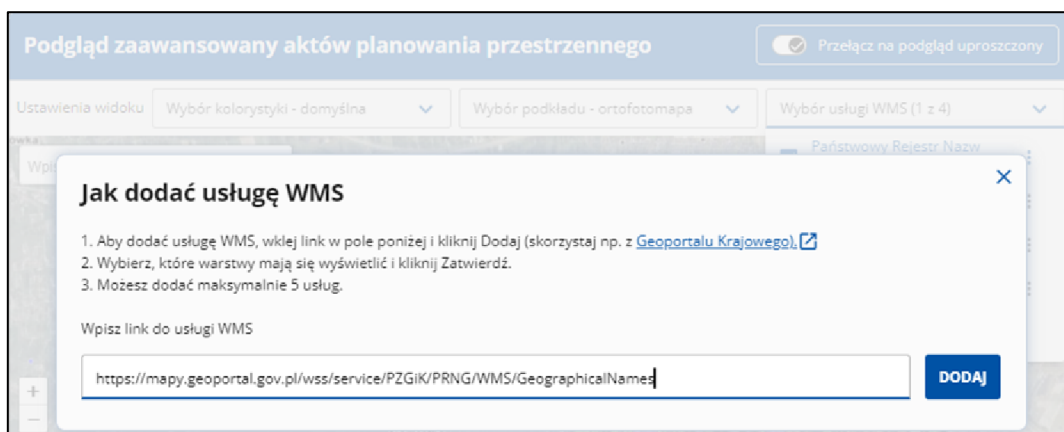 Podgląd zaawansowany aktów planowania przestrzennego
Przełącz na podgląd uproszczony
Ustawienia widoku
Wybór kolorystyki - domyślna
Wybór podkładu - ortofotomapa
Wybór usługi WMS (1 z 4)
Państwowy Rejestr Nazw
Jak dodać usługę WMS
1. Aby dodać usługę WMS, wklej link w pole poniżej i kliknij Dodaj (skorzystaj np. z Geoportalu Krajowego).
2. Wybierz, które warstwy mają się wyświetlić i kliknij Zatwierdź.
3. Możesz dodać maksymalnie 5 usług.
Wpisz link do usługi WMS
https://mapy.geoportal.gov.pl/wss/service/PZGiK/PRNG/WMS/GeographicalNames
DODAJ